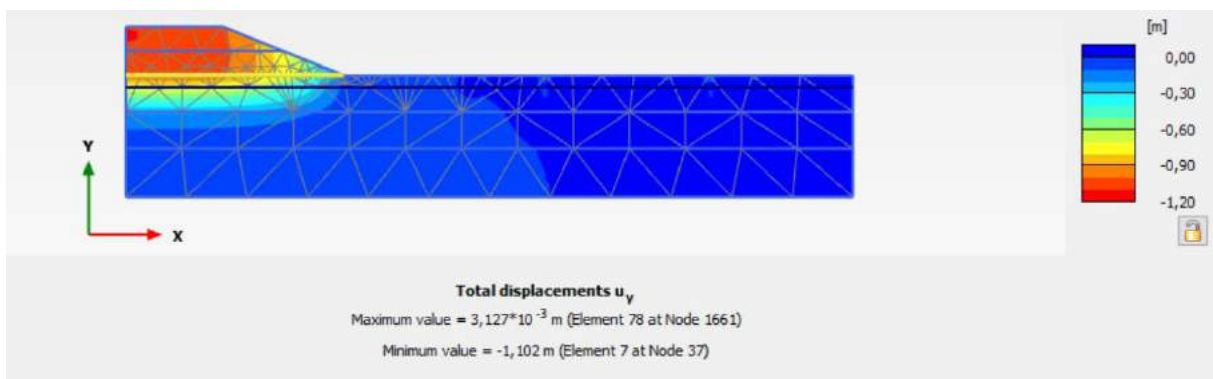 [m]
0,00
-0,30
-0,60
-0,90
-1,20
Y
X
Total displacements uy
Maximum value = 3,127*10 -3 m (Element 78 at Node 1661)
Minimum value = -1,102 m (Element 7 at Node 37)